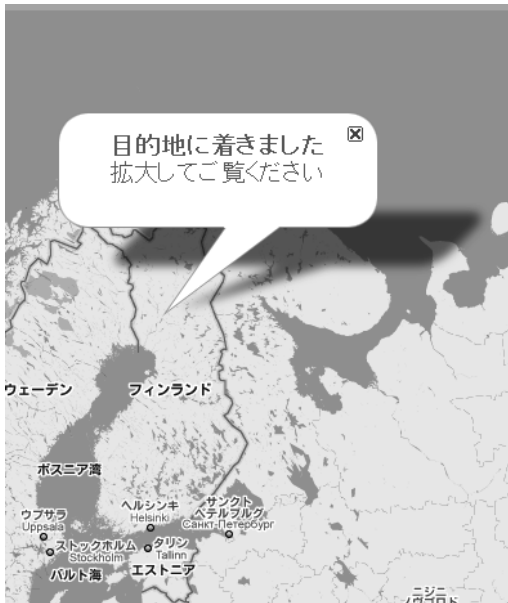 目的地に着きました
拡大してご覧ください
ウェーデン
フィンランド
ボスニア湾
ウプサラ
Uppsala
ヘルシンキ
Helsinki
サンクト
ペテルブルグ
Санкт-Петербург
ストックホルム
Stockholm
タリン
Tallinn
バルト海
エストニア
ニジニ